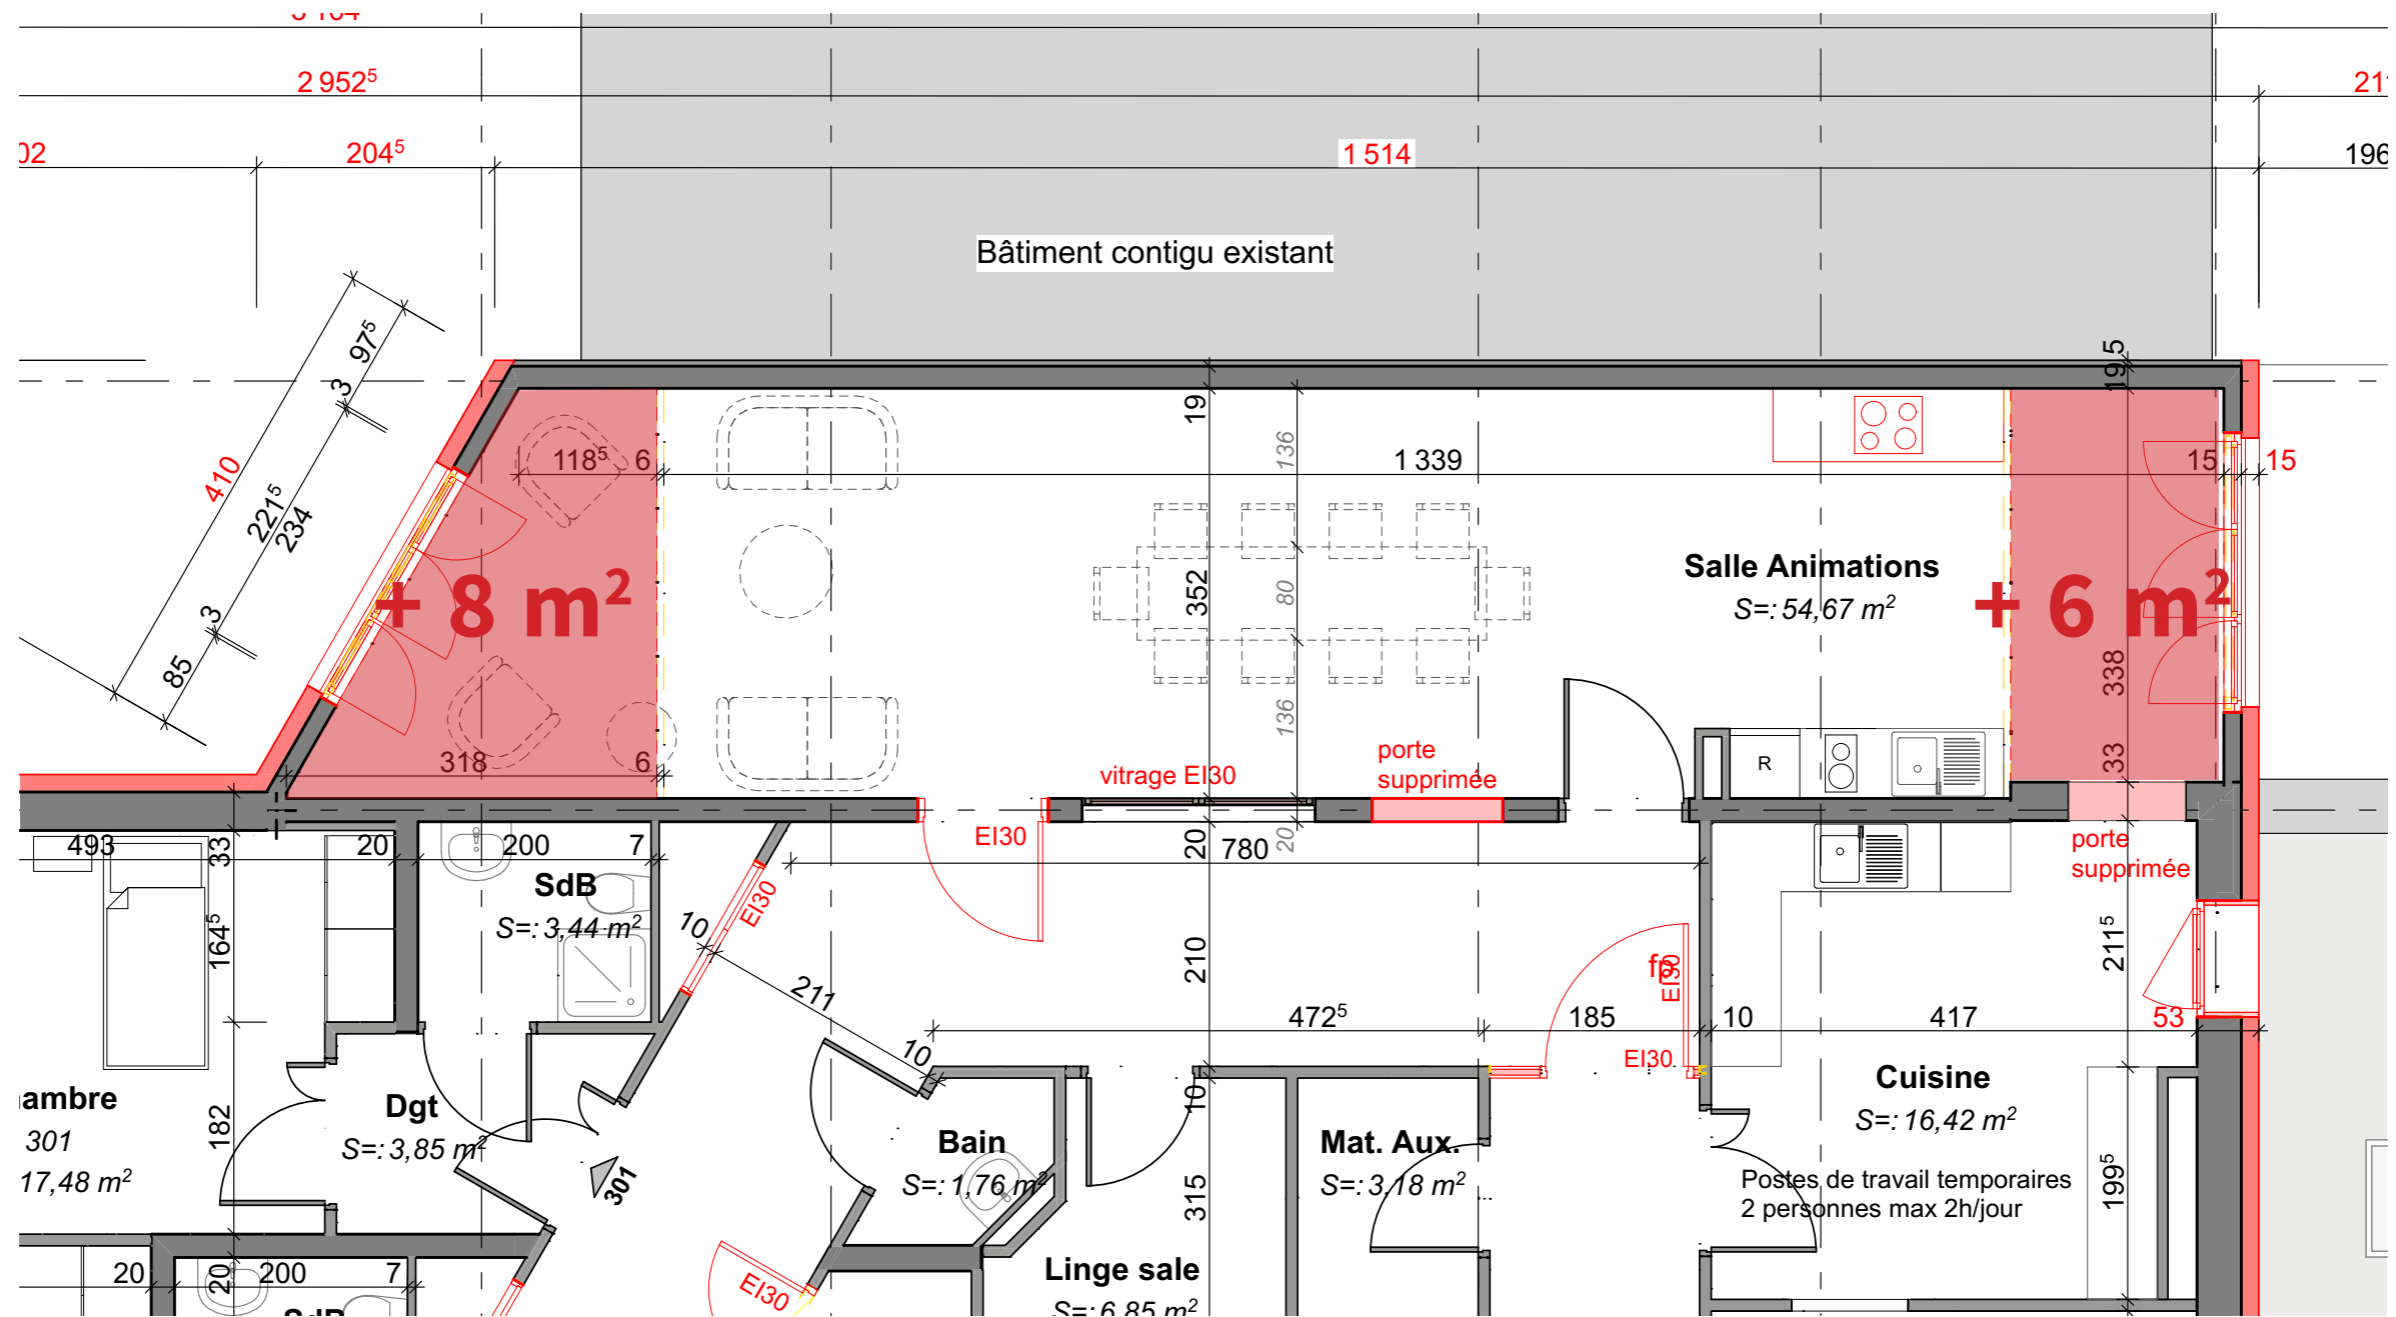 2 952⁵
204⁵
1 514
196
Bâtiment contigu existant
97⁵
3
410
221⁵
234
3
85
118⁵ 6
19
136
1 339
19,5
15
15
+ 8 m²
352
80
Salle Animations
S=: 54,67 m²
+ 6 m²
338
318 6
136
vitrage EI30
porte
supprimée
R
33
493
33
20
200
7
EI30
20
780
20
porte
supprimée
SdB
S=: 3,44 m²
10
EI30
164⁵
211
210
fp
EI30
211⁵
472⁵
185
10
417
53
10
EI30
Cuisine
S=: 16,42 m²
ambre
301
17,48 m²
182
Dgt
S=: 3,85 m²
301
10
Bain
S=: 1,76 m²
Mat. Aux.
S=: 3,18 m²
315
Postes de travail temporaires
2 personnes max 2h/jour
199⁵
20
20
200
7
EI30
Linge sale
S=: 6,85 m²
SdB